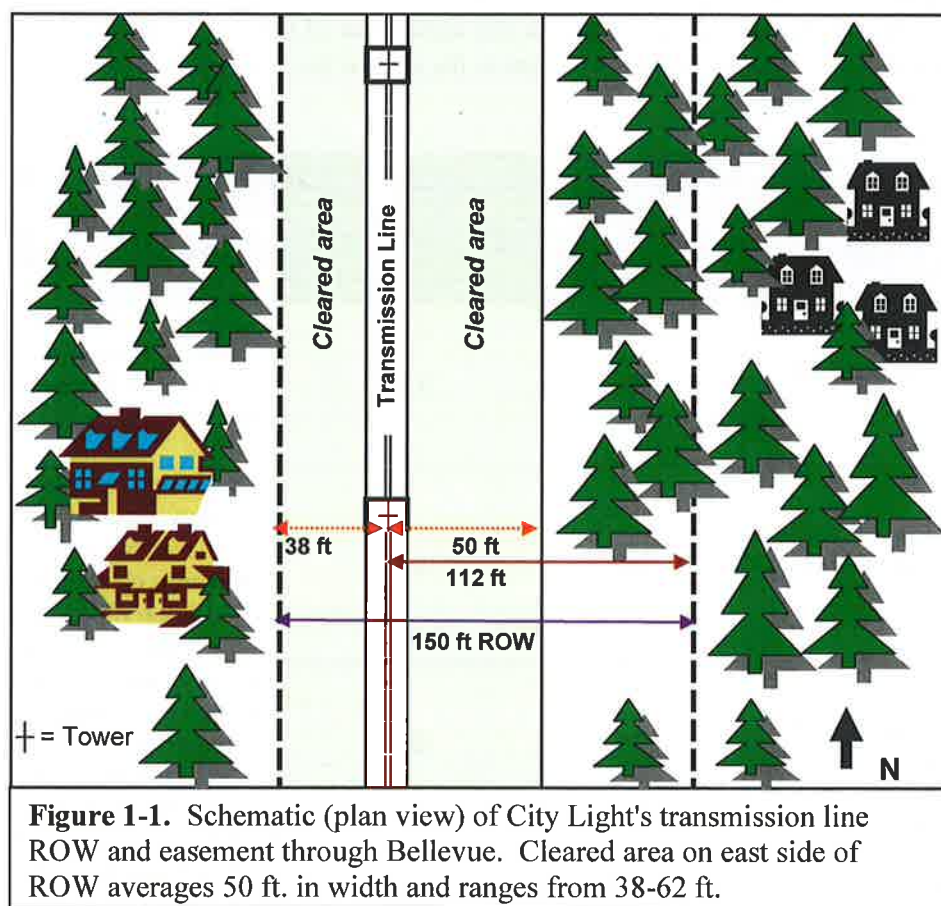 Cleared area
Transmission Line
Cleared area
38 ft
50 ft
112 ft
150 ft ROW
+ = Tower
N
Figure 1-1. Schematic (plan view) of City Light's transmission line
ROW and easement through Bellevue. Cleared area on east side of
ROW averages 50 ft. in width and ranges from 38-62 ft.